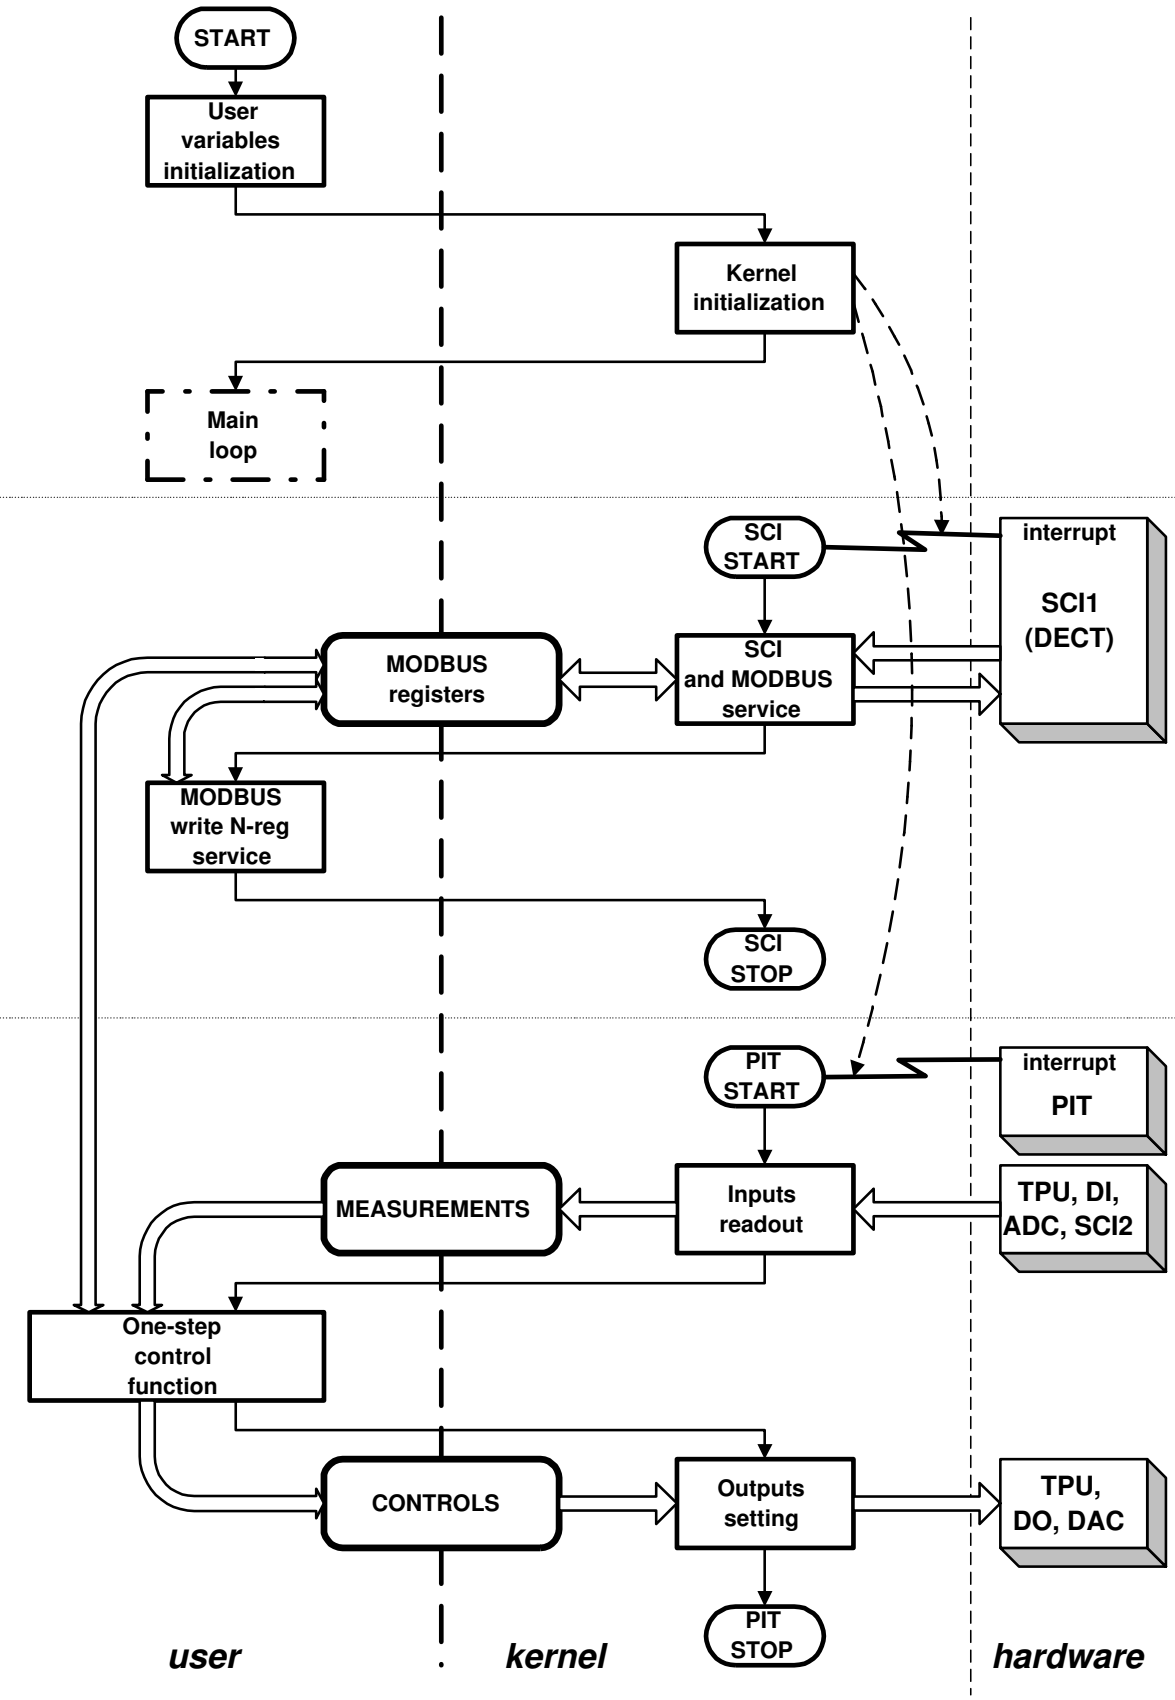 START
User
variables
initialization
Kernel
initialization
Main
loop
SCI
START
interrupt
SCI1
(DECT)
MODBUS
registers
SCI
and MODBUS
service
MODBUS
write N-reg
service
SCI
STOP
PIT
START
interrupt
PIT
MEASUREMENTS
Inputs
readout
TPU, DI,
ADC, SCI2
One-step
control
function
CONTROLS
Outputs
setting
TPU,
DO, DAC
PIT
STOP
user
kernel
hardware